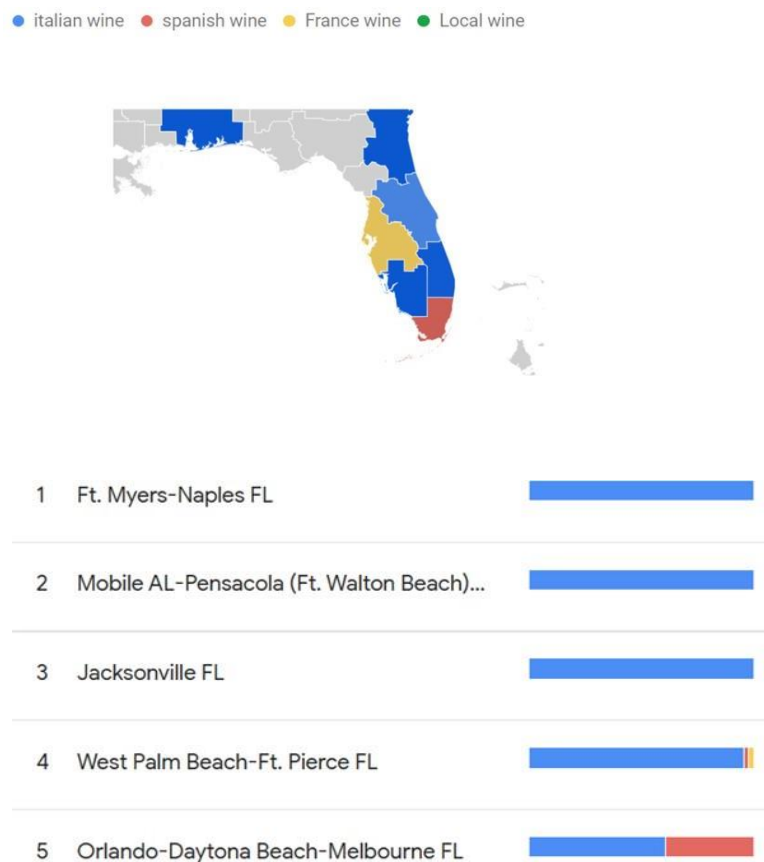 italian wine spanish wine France wine Local wine
1 Ft. Myers-Naples FL
2 Mobile AL-Pensacola (Ft. Walton Beach)...
3 Jacksonville FL
4 West Palm Beach-Ft. Pierce FL
5 Orlando-Daytona Beach-Melbourne FL